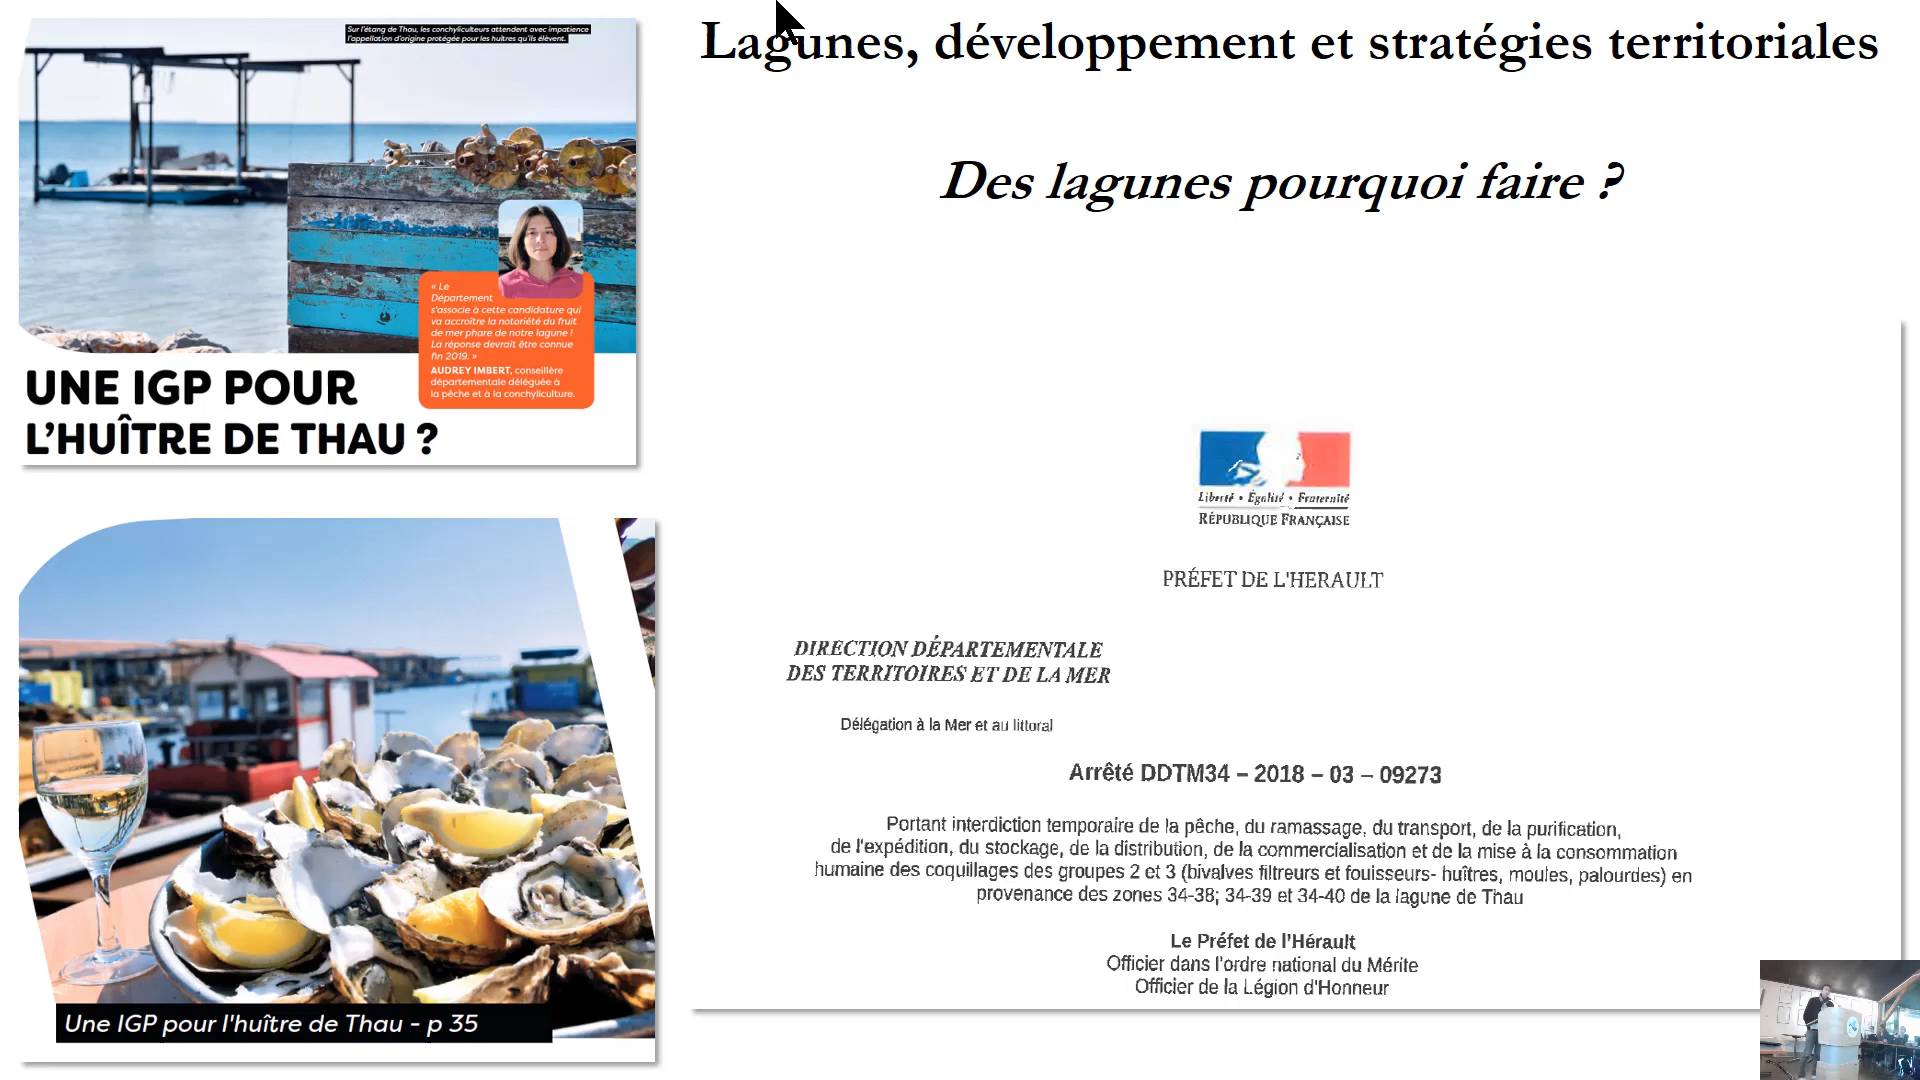 Lagunes, développement et stratégies territoriales
Des lagunes pourquoi faire ?
Sur l'étang de Thau, les conchyliculteurs attendent avec impatience
l'appellation d'origine protégée pour les huîtres qu'ils élèvent.
« Le
Département
s'associe à cette candidature qui
va accroître la notoriété du fruit
de mer phare de notre lagune !
La réponse devrait être connue
fin 2019. »
AUDREY IMBERT, conseillère
départementale déléguée à
la pêche et à la conchyliculture.
UNE IGP POUR
L'HUÎTRE DE THAU ?
Une IGP pour l'huître de Thau - p 35
Liberté • Égalité • Fraternité
RÉPUBLIQUE FRANÇAISE
PRÉFET DE L'HERAULT
DIRECTION DÉPARTEMENTALE
DES TERRITOIRES ET DE LA MER
Délégation à la Mer et au littoral
Arrêté DDTM34 – 2018 – 03 – 09273
Portant interdiction temporaire de la pêche, du ramassage, du transport, de la purification,
de l'expédition, du stockage, de la distribution, de la commercialisation et de la mise à la consommation
humaine des coquillages des groupes 2 et 3 (bivalves filtreurs et fouisseurs- huîtres, moules, palourdes) en
provenance des zones 34-38; 34-39 et 34-40 de la lagune de Thau
Le Préfet de l'Hérault
Officier dans l'ordre national du Mérite
Officier de la Légion d'Honneur